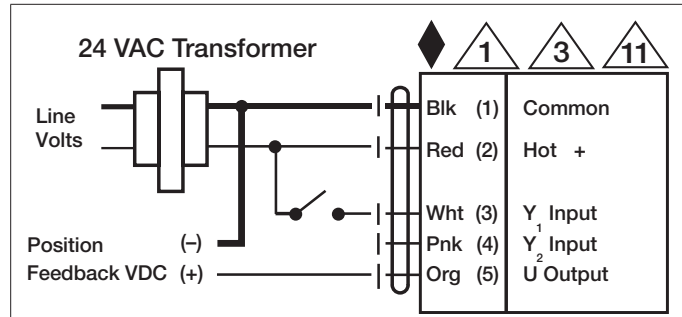 24 VAC Transformer
1
3
11
Line
Volts
Blk (1) Common
Red (2) Hot +
Wht (3) Y1 Input
Pnk (4) Y2 Input
Org (5) U Output
Position (–)
Feedback VDC (+)